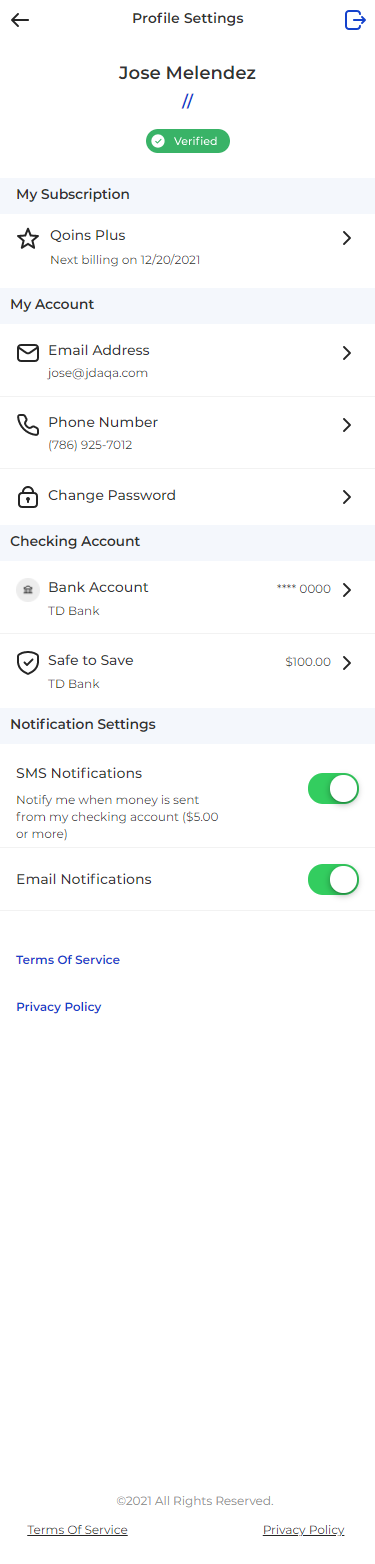 Profile Settings
Jose Melendez
//
Verified
My Subscription
Qoins Plus
Next billing on 12/20/2021
My Account
Email Address
jose@jdaqa.com
Phone Number
(786) 925-7012
Change Password
Checking Account
Bank Account
**** 0000
TD Bank
Safe to Save
$100.00
TD Bank
Notification Settings
SMS Notifications
Notify me when money is sent
from my checking account ($5.00
or more)
Email Notifications
Terms Of Service
Privacy Policy
©2021 All Rights Reserved.
Terms Of Service
Privacy Policy